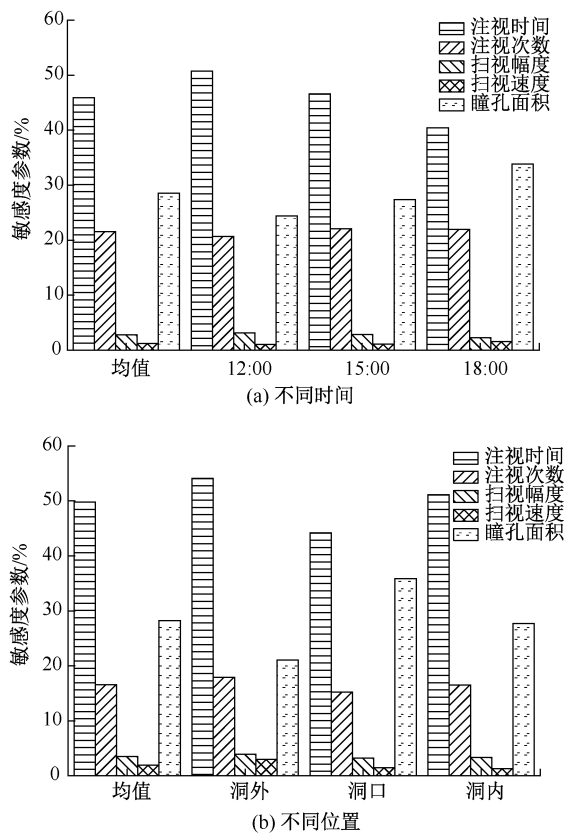 60
50
40
30
20
10
0
敏感度参数/%
注视时间
注视次数
扫视幅度
扫视速度
瞳孔面积
均值 12:00 15:00 18:00
(a) 不同时间
60
50
40
30
20
10
0
敏感度参数/%
注视时间
注视次数
扫视幅度
扫视速度
瞳孔面积
均值 洞外 洞口 洞内
(b) 不同位置